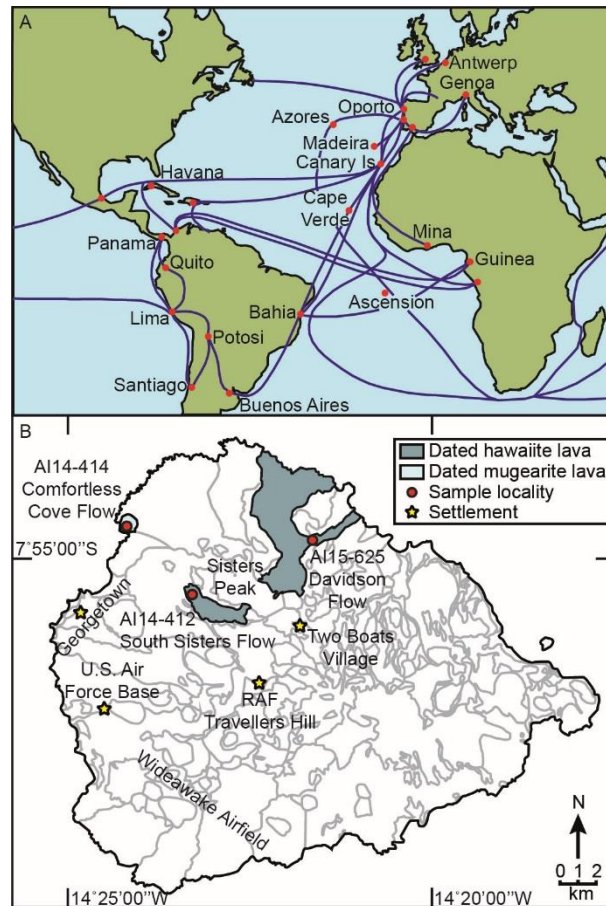 A
Antwerp
Genoa
Oporto
Azores
Madeira
Canary Is
Havana
Cape
Verde
Mina
Panama
Guinea
Quito
Ascension
Bahia
Lima
Potosi
Santiago
Buenos Aires
B
Dated hawaiite lava
Dated mugearite lava
Sample locality
Settlement
AI14-414
Comfortless
Cove Flow
7°55'00"S
Sisters
Peak
AI15-625
Davidson
Flow
Georgetown
AI14-412
South Sisters Flow
Two Boats
Village
U.S. Air
Force Base
RAF
Travellers Hill
Wideawake Airfield
N
0 1 2
km
14°25'00"W
14°20'00"W